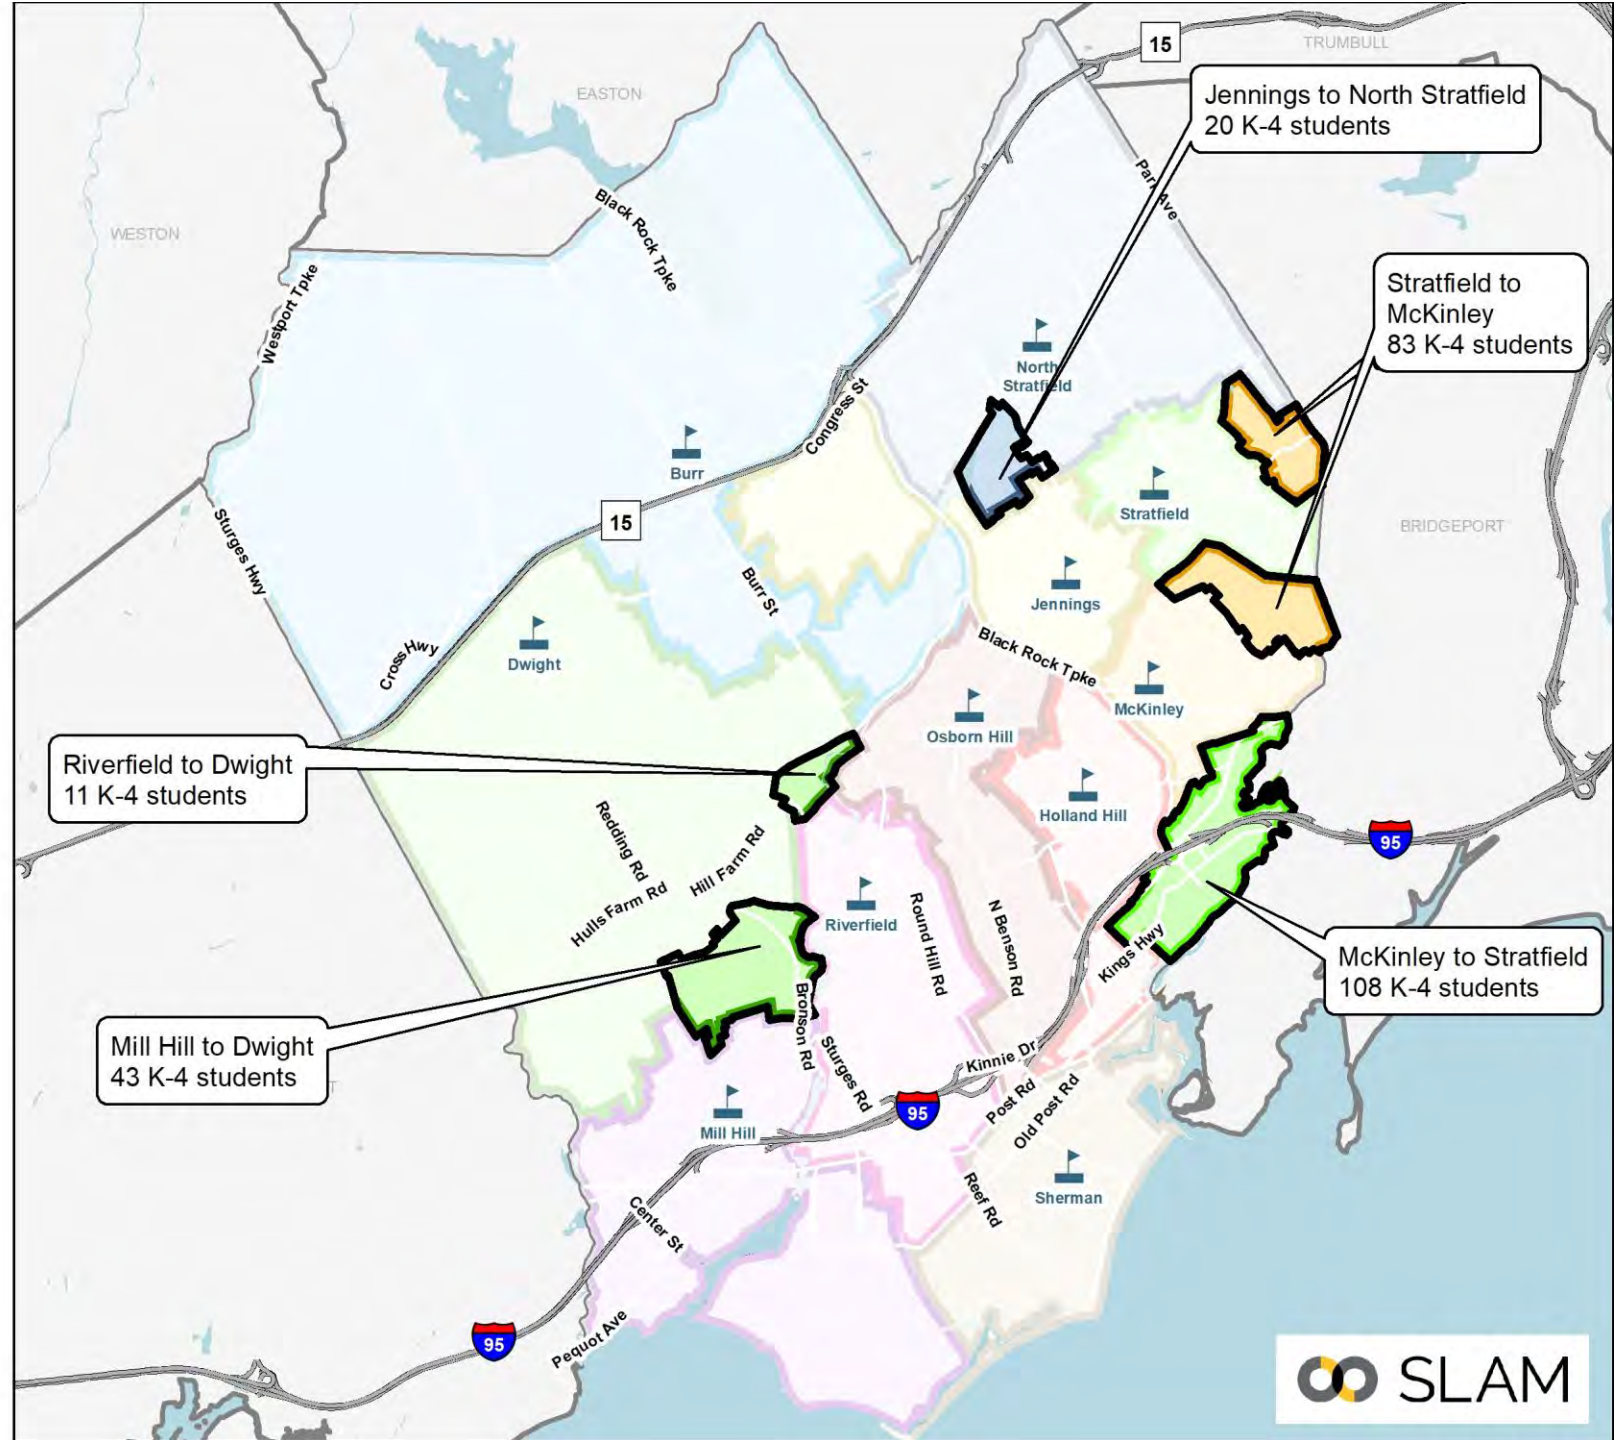 15
TRUMBULL
EASTON
Jennings to North Stratfield
20 K-4 students
Park Ave
Black Rock Tpke
WESTON
Westport Tpke
Stratfield to
McKinley
83 K-4 students
North
Stratfield
Congress St
Burr
Stratfield
15
BRIDGEPORT
Sturges Hwy
Burr St
Jennings
Cross Hwy
Dwight
Black Rock Tpke
McKinley
Osborn Hill
Riverfield to Dwight
11 K-4 students
Holland Hill
Redding Rd
Hill Farm Rd
95
Hulls Farm Rd
Riverfield
Round Hill Rd
N Benson Rd
Kings Hwy
McKinley to Stratfield
108 K-4 students
Bronson Rd
Mill Hill to Dwight
43 K-4 students
Sturges Rd
Kinnie Dr
Post Rd
Old Post Rd
95
Mill Hill
Reef Rd
Sherman
Center St
Pequot Ave
95
SLAM